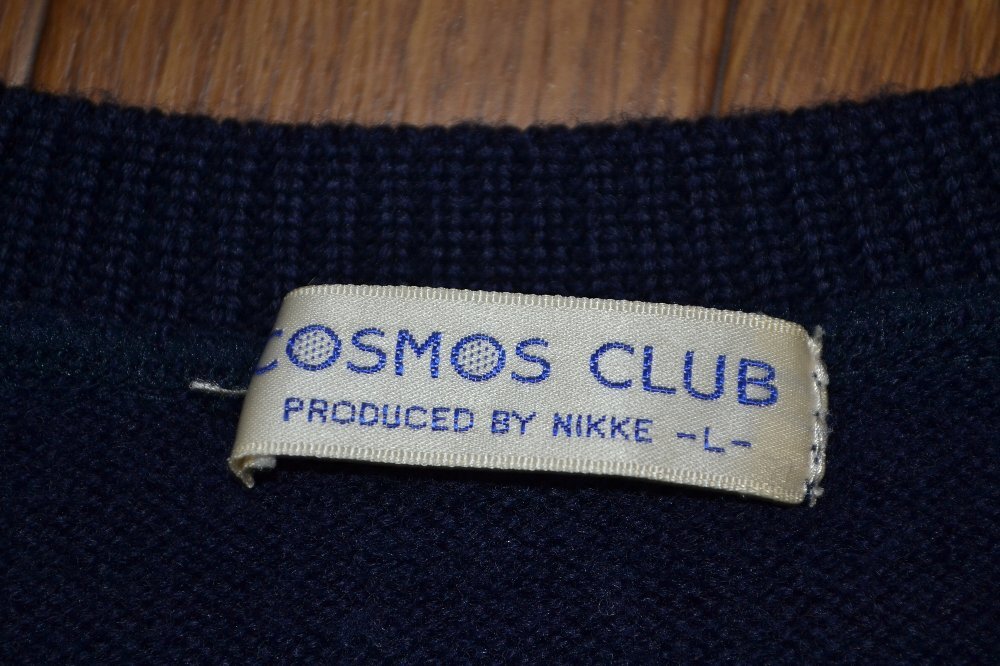 COSMOS CLUB
PRODUCED BY NIKKE -L-